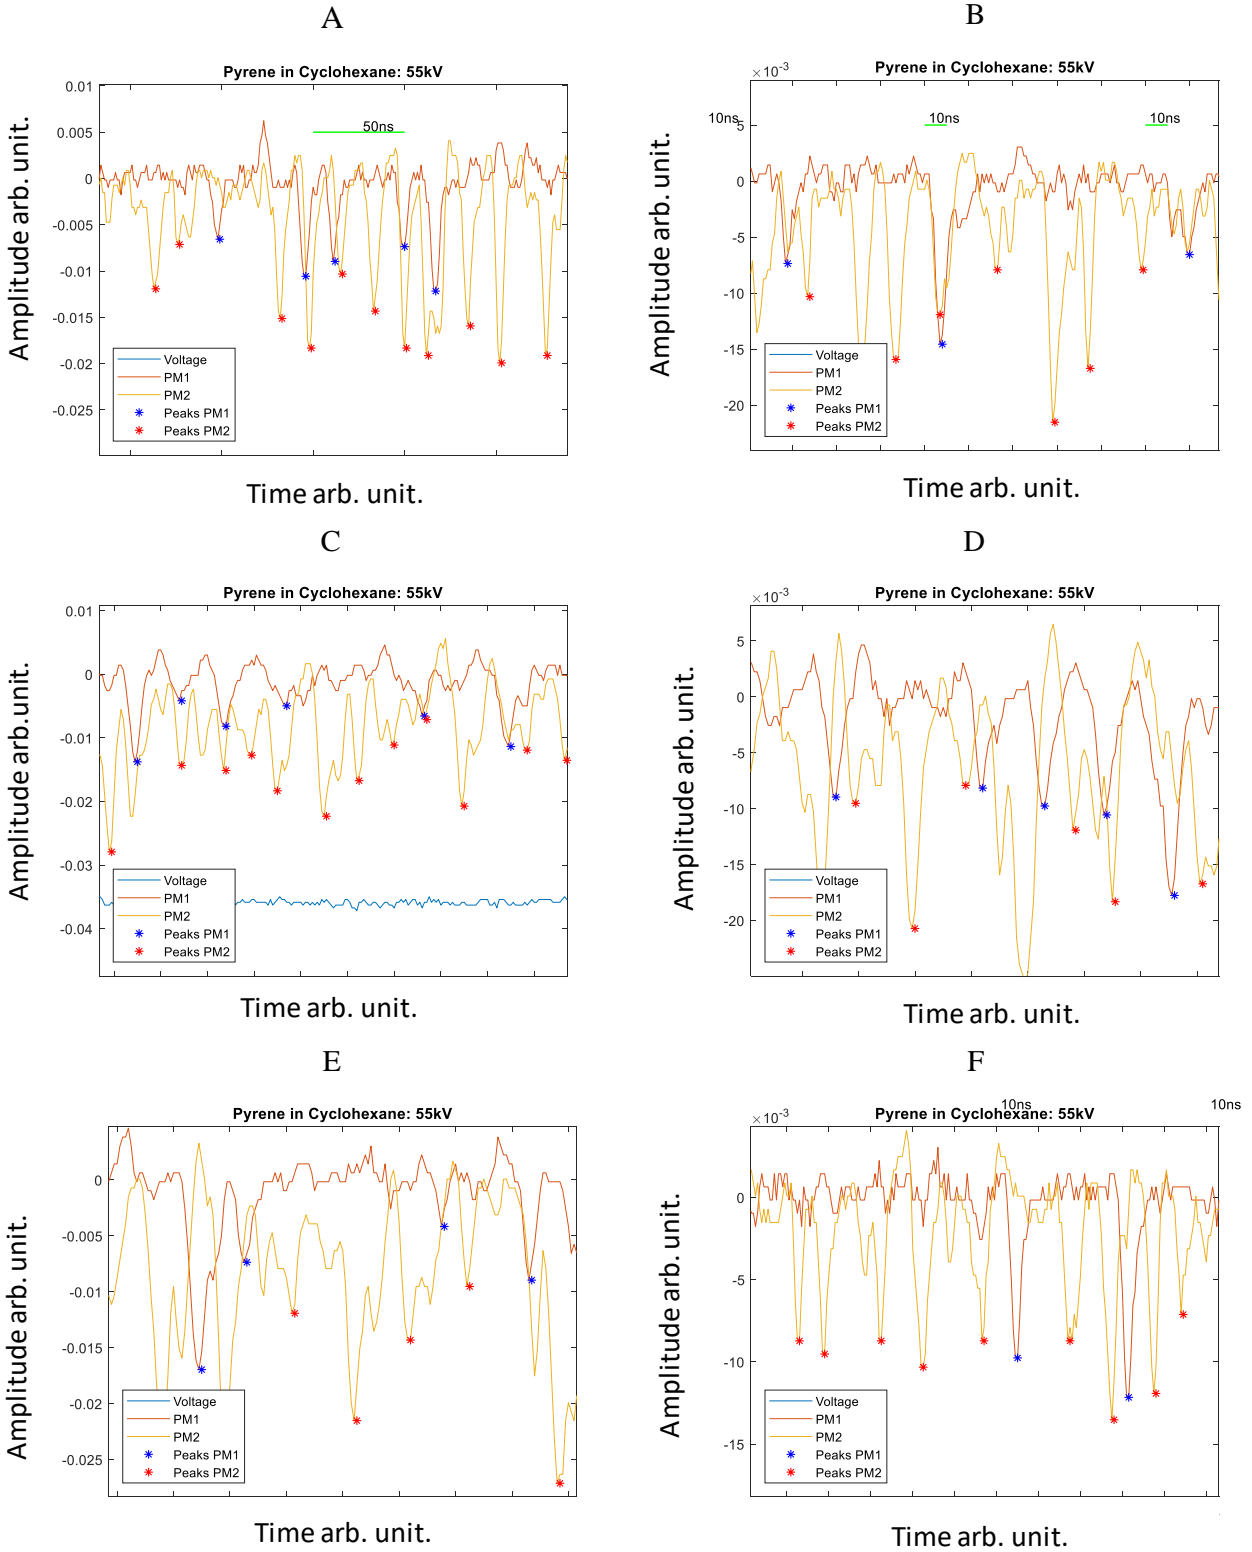 A
Pyrene in Cyclohexane: 55kV
0.01
0.005
0
-0.005
-0.01
-0.015
-0.02
-0.025
50ns
Voltage
PM1
PM2
Peaks PM1
Peaks PM2
Amplitude arb. unit.
Time arb. unit.
B
Pyrene in Cyclohexane: 55kV
×10-3
10ns
10ns
10ns
5
0
-5
-10
-15
-20
Voltage
PM1
PM2
Peaks PM1
Peaks PM2
Amplitude arb. unit.
Time arb. unit.
C
Pyrene in Cyclohexane: 55kV
0.01
0
-0.01
-0.02
-0.03
-0.04
Voltage
PM1
PM2
Peaks PM1
Peaks PM2
Amplitude arb.unit.
Time arb. unit.
D
Pyrene in Cyclohexane: 55kV
×10-3
5
0
-5
-10
-15
-20
Voltage
PM1
PM2
Peaks PM1
Peaks PM2
Amplitude arb. unit.
Time arb. unit.
E
Pyrene in Cyclohexane: 55kV
0
-0.005
-0.01
-0.015
-0.02
-0.025
Voltage
PM1
PM2
Peaks PM1
Peaks PM2
Amplitude arb. unit.
Time arb. unit.
F
10ns
10ns
Pyrene in Cyclohexane: 55kV
×10-3
0
-5
-10
-15
Voltage
PM1
PM2
Peaks PM1
Peaks PM2
Amplitude arb. unit.
Time arb. unit.